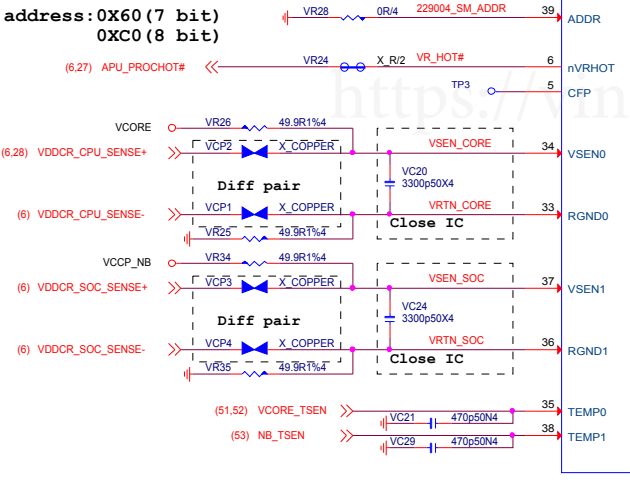 address:0X60(7 bit)
0XC0(8 bit)
VR28 0R/4 229004_SM_ADDR 39 ADDR
(6,27) APU_PROCHOT# VR24 X_R/2 VR_HOT# 6 nVRHOT
TP3 5 CFP
https://vin
VCORE VR26 49.9R1%4
(6,28) VDDCR_CPU_SENSE+ VCP2 X_COPPER VSEN_CORE 34 VSEN0
VC20
Diff pair 3300p50X4
(6) VDDCR_CPU_SENSE- VCP1 X_COPPER VRTN_CORE 33 RGND0
Close IC
VR25 49.9R1%4
VCCP_NB VR34 49.9R1%4
(6) VDDCR_SOC_SENSE+ VCP3 X_COPPER VSEN_SOC 37 VSEN1
VC24
3300p50X4
Diff pair
(6) VDDCR_SOC_SENSE- VCP4 X_COPPER VRTN_SOC 36 RGND1
Close IC
VR35 49.9R1%4
(51,52) VCORE_TSEN 35 TEMP0
VC21 470p50N4
(53) NB_TSEN 38 TEMP1
VC29 470p50N4